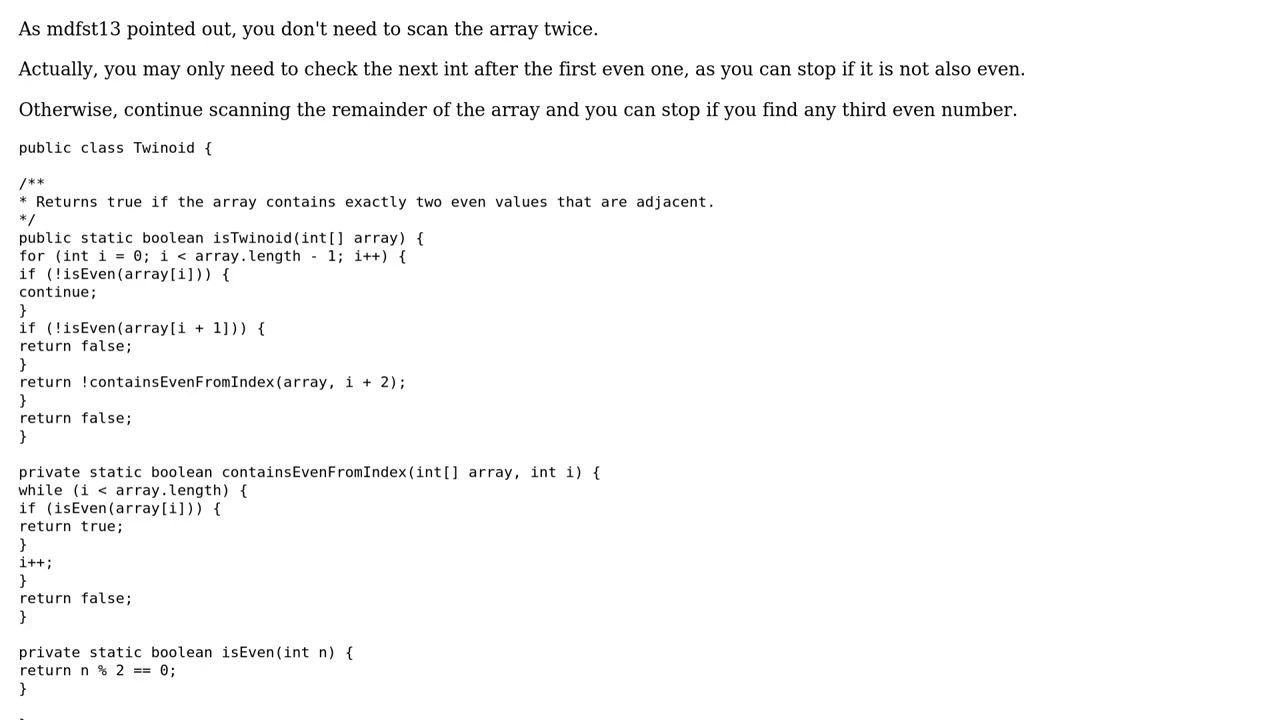 As mdfst13 pointed out, you don't need to scan the array twice.
Actually, you may only need to check the next int after the first even one, as you can stop if it is not also even.
Otherwise, continue scanning the remainder of the array and you can stop if you find any third even number.
public class Twinoid {
/**
* Returns true if the array contains exactly two even values that are adjacent.
*/
public static boolean isTwinoid(int[] array) {
for (int i = 0; i < array.length - 1; i++) {
if (!isEven(array[i])) {
continue;
}
if (!isEven(array[i + 1])) {
return false;
}
return !containsEvenFromIndex(array, i + 2);
}
return false;
}
private static boolean containsEvenFromIndex(int[] array, int i) {
while (i < array.length) {
if (isEven(array[i])) {
return true;
}
i++;
}
return false;
}
private static boolean isEven(int n) {
return n % 2 == 0;
}